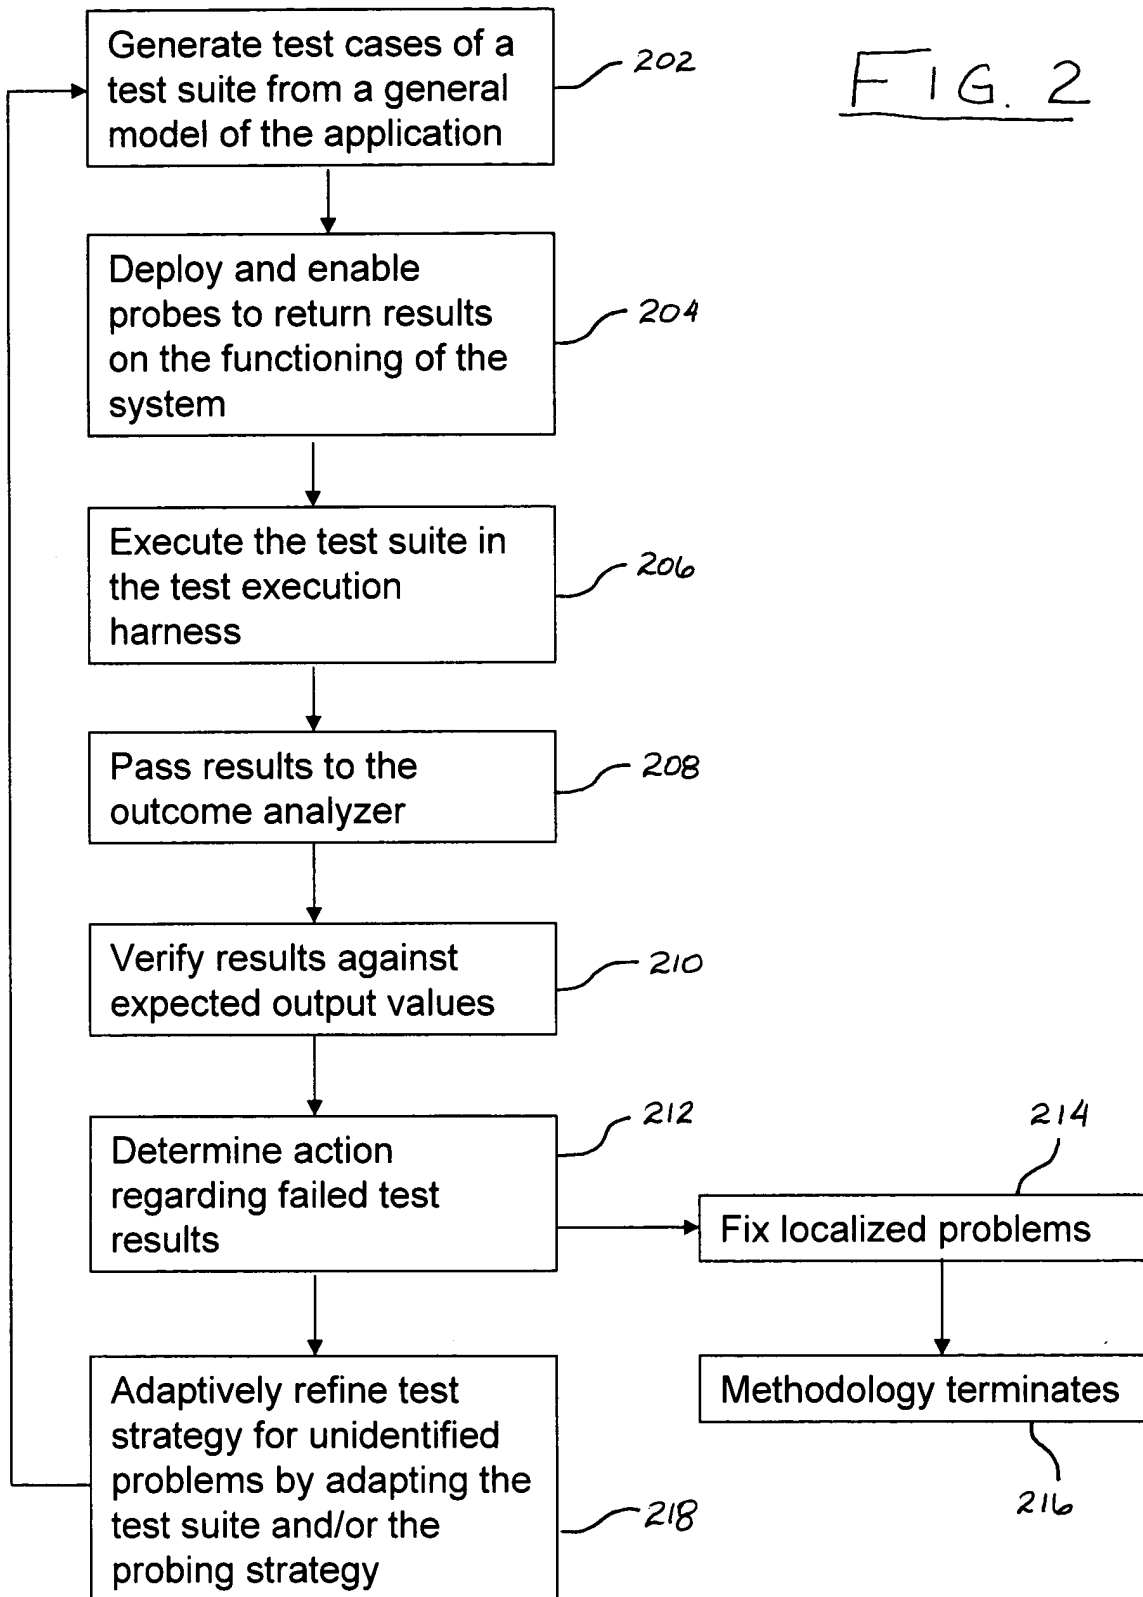 Generate test cases of a
test suite from a general
model of the application
202
FIG. 2
Deploy and enable
probes to return results
on the functioning of the
system
204
Execute the test suite in
the test execution
harness
206
Pass results to the
outcome analyzer
208
Verify results against
expected output values
210
Determine action
regarding failed test
results
212
214
Fix localized problems
Methodology terminates
216
Adaptively refine test
strategy for unidentified
problems by adapting the
test suite and/or the
probing strategy
218